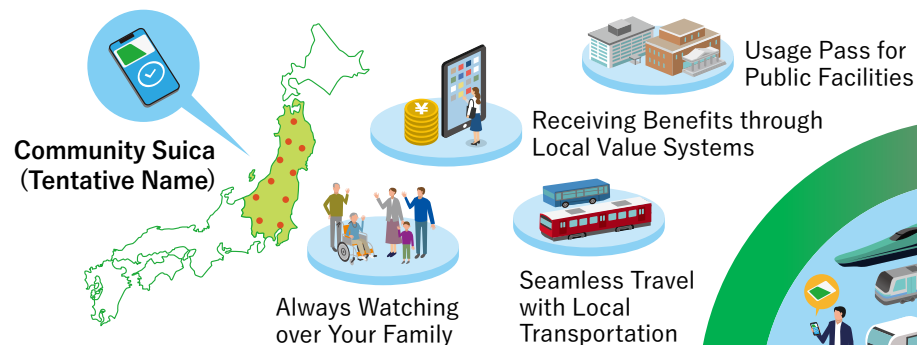 Community Suica
(Tentative Name)
¥
Usage Pass for
Public Facilities
Receiving Benefits through
Local Value Systems
Always Watching
over Your Family
Seamless Travel
with Local
Transportation